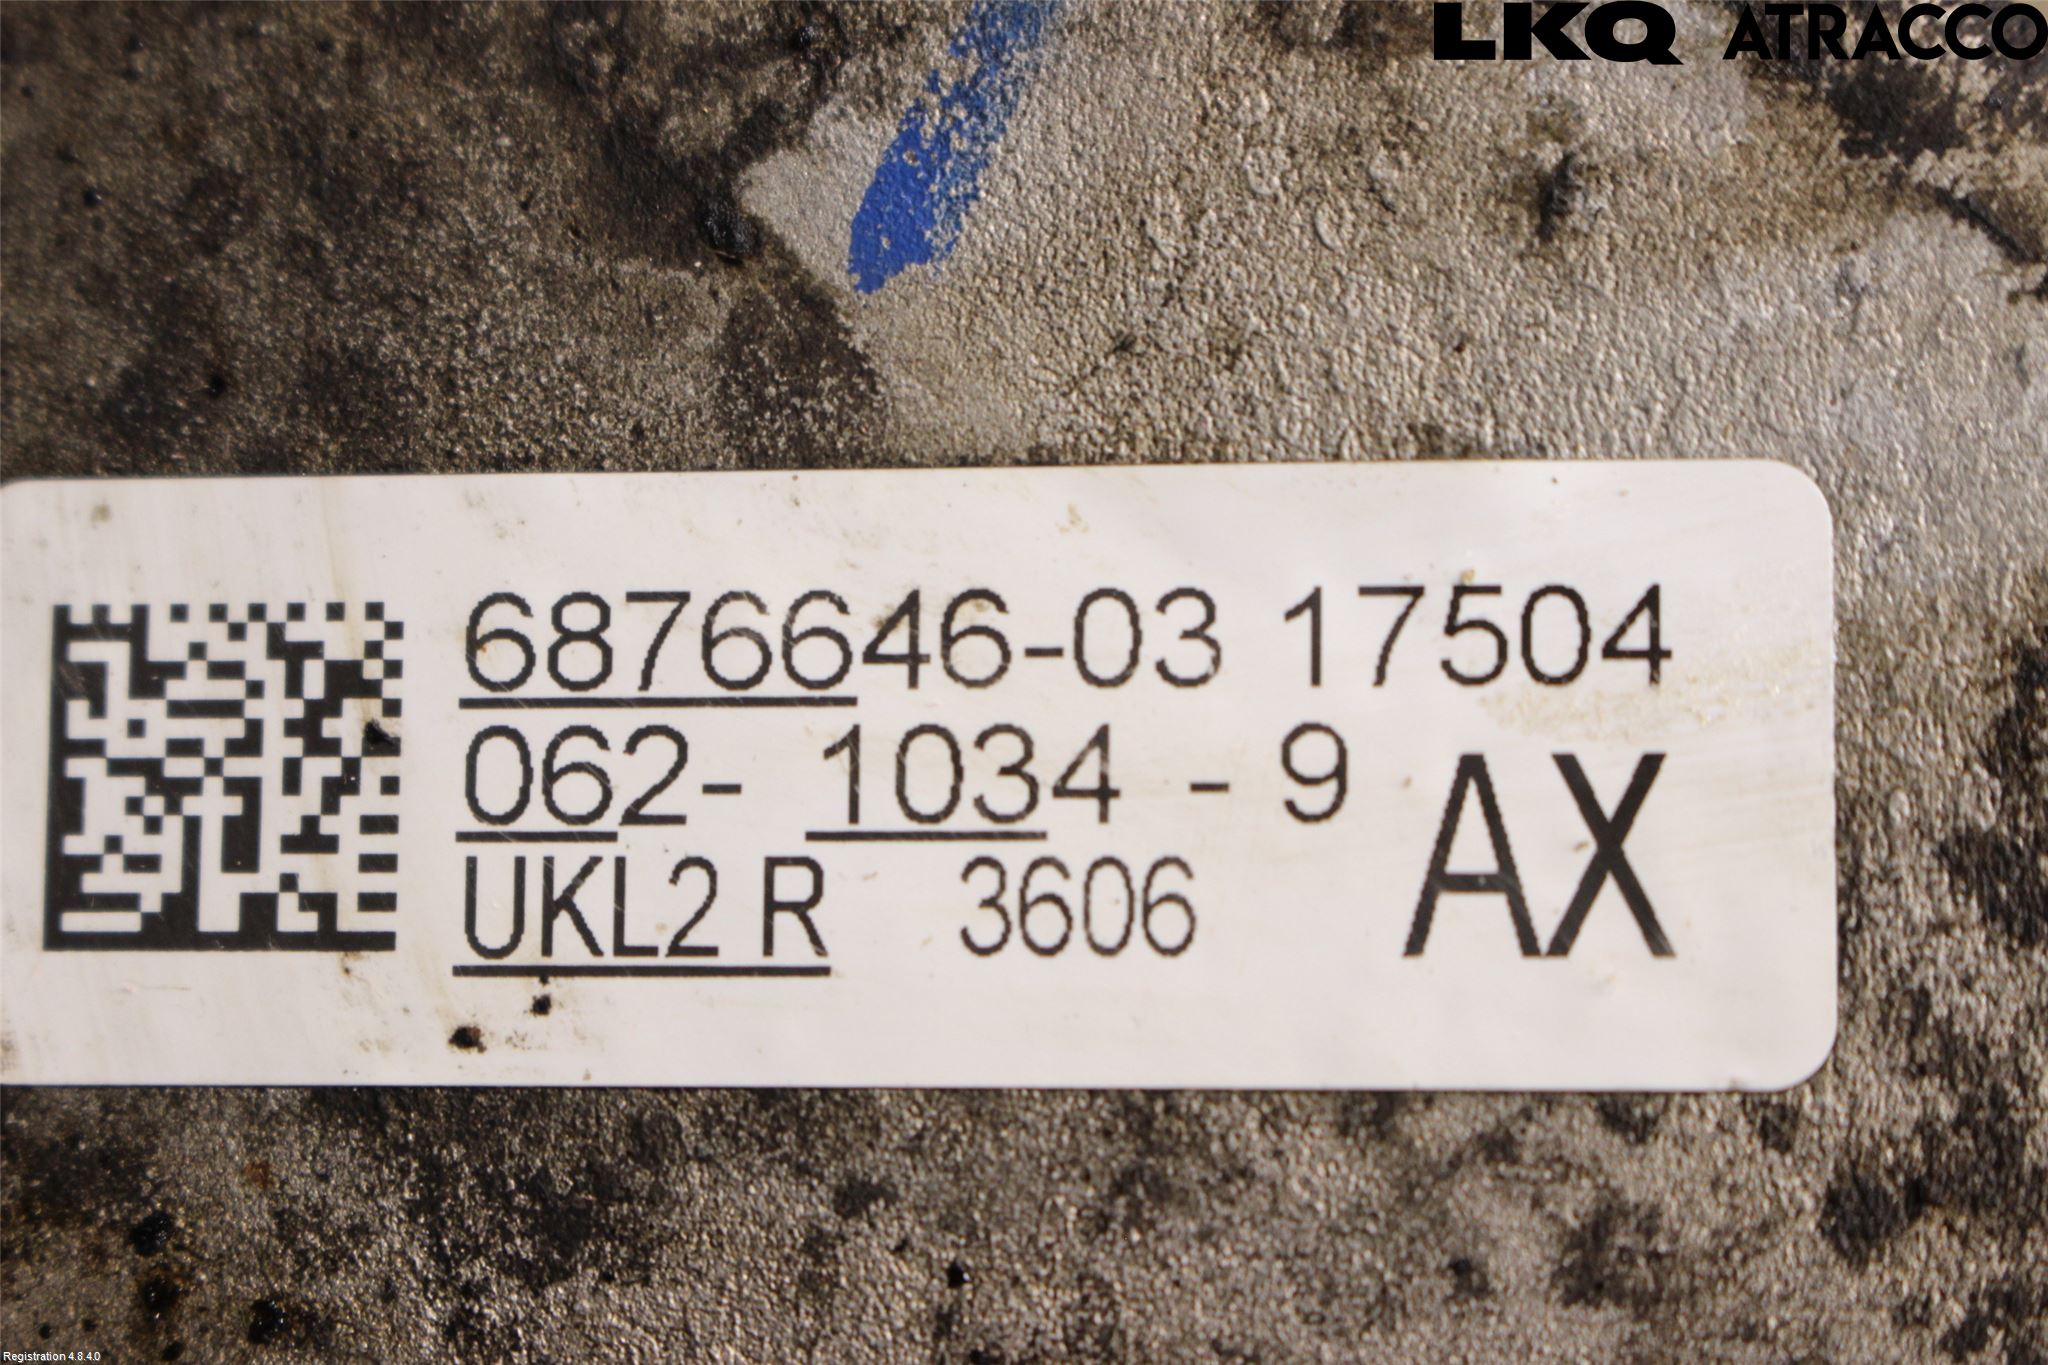 LKQ ATRACCO
6876646-03 17504
062- 1034 - 9
AX
UKL2 R 3606
Registration 4.8.4.0